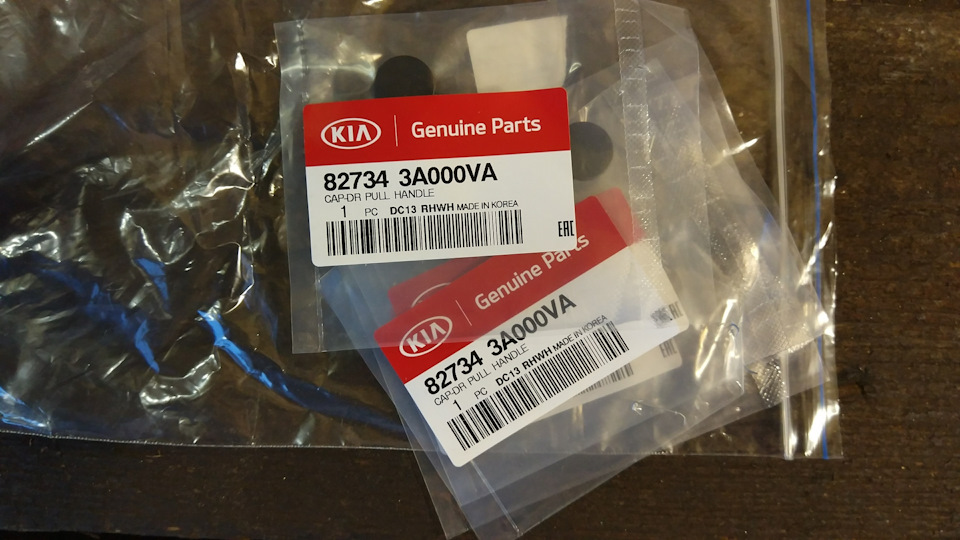 KIA Genuine Parts
82734 3A000VA
CAP-DR PULL HANDLE
1 PC DC13 RHWH MADE IN KOREA
EAC
KIA Genuine Parts
82734 3A000VA
CAP-DR PULL HANDLE
1 PC DC13 RHWH MADE IN KOREA